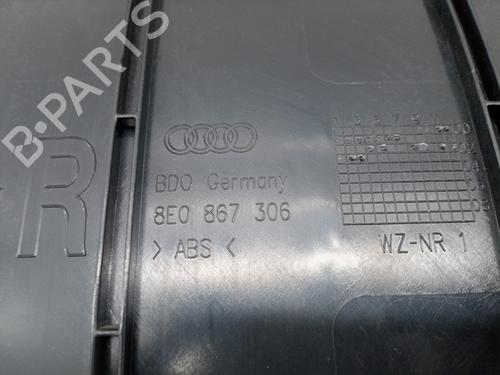 B-PARTS
R
BDO Germany
8E0 867 306
> ABS <
WZ-NR 1